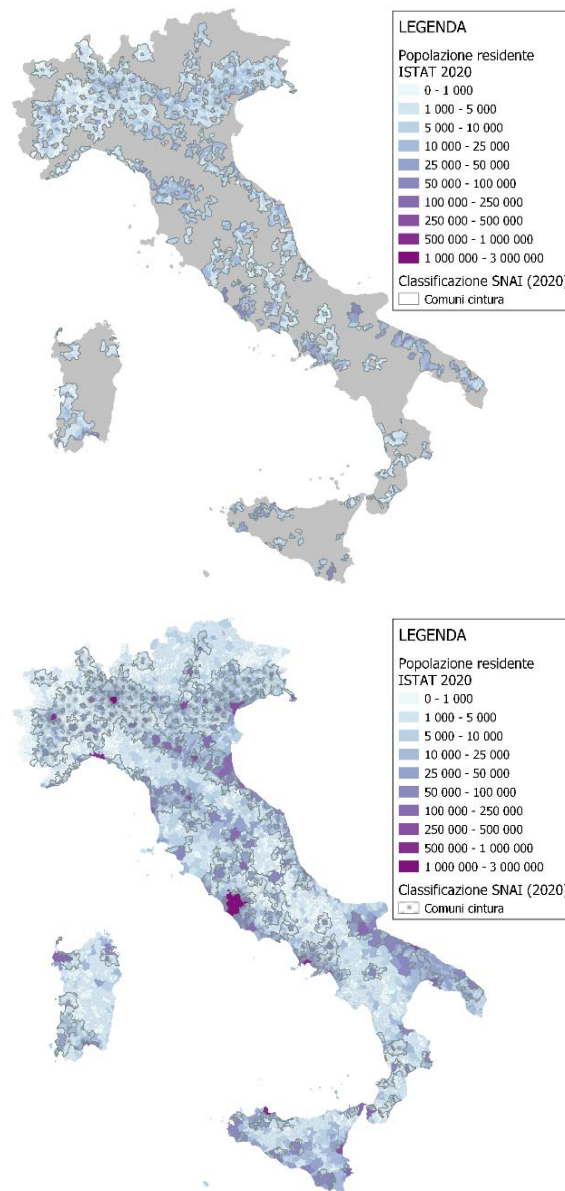 LEGENDA
Popolazione residente
ISTAT 2020
0 - 1 000
1 000 - 5 000
5 000 - 10 000
10 000 - 25 000
25 000 - 50 000
50 000 - 100 000
100 000 - 250 000
250 000 - 500 000
500 000 - 1 000 000
1 000 000 - 3 000 000
Classificazione SNAI (2020)
Comuni cintura
LEGENDA
Popolazione residente
ISTAT 2020
0 - 1 000
1 000 - 5 000
5 000 - 10 000
10 000 - 25 000
25 000 - 50 000
50 000 - 100 000
100 000 - 250 000
250 000 - 500 000
500 000 - 1 000 000
1 000 000 - 3 000 000
Classificazione SNAI (2020)
Comuni cintura